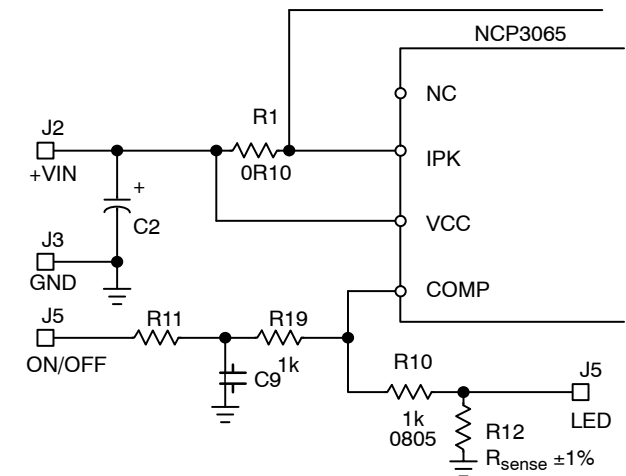 NCP3065
NC
R1
J2
+VIN
0R10
IPK
+
C2
VCC
J3
GND
COMP
J5
R11
R19
ON/OFF
C9
1k
R10
J5
1k
0805
LED
R12
Rsense ±1%